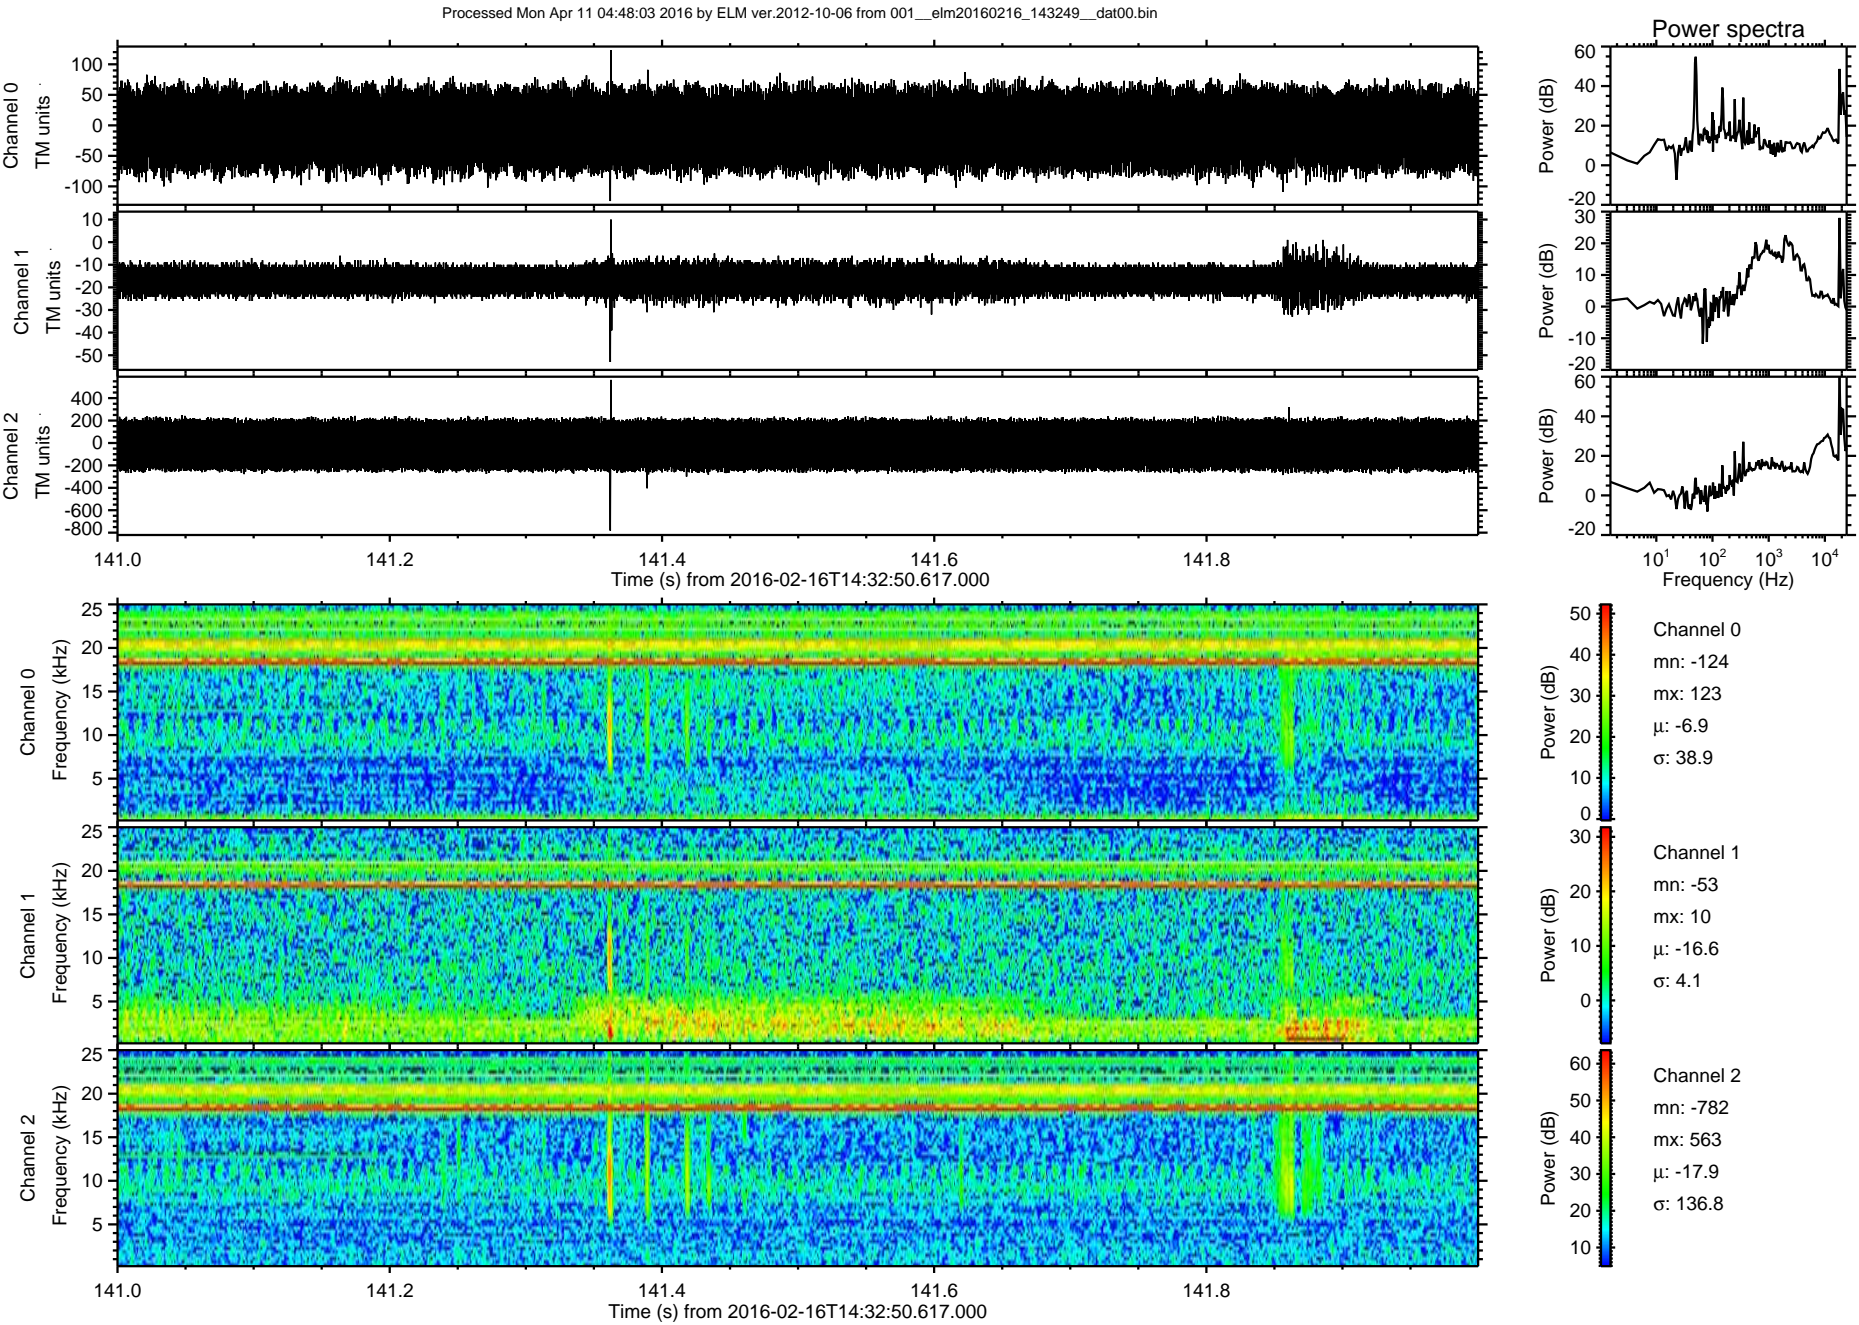 Processed Mon Apr 11 04:48:03 2016 by ELM ver.2012-10-06 from 001__elm20160216_143249__dat00.bin
Power spectra
Channel 0
TM units
100
50
0
-50
-100
Power (dB)
60
40
20
0
-20
Channel 1
TM units
10
0
-10
-20
-30
-40
-50
Power (dB)
30
20
10
0
-10
-20
Channel 2
TM units
400
200
0
-200
-400
-600
-800
Power (dB)
60
40
20
0
-20
141.0 141.2 141.4 141.6 141.8
Time (s) from 2016-02-16T14:32:50.617.000
10¹ 10² 10³ 10⁴
Frequency (Hz)
Channel 0
Frequency (kHz)
25
20
15
10
5
Power (dB)
50
40
30
20
10
0
Channel 0
mn: -124
mx: 123
μ: -6.9
σ: 38.9
Channel 1
Frequency (kHz)
25
20
15
10
5
Power (dB)
30
20
10
0
Channel 1
mn: -53
mx: 10
μ: -16.6
σ: 4.1
Channel 2
Frequency (kHz)
25
20
15
10
5
Power (dB)
60
50
40
30
20
10
Channel 2
mn: -782
mx: 563
μ: -17.9
σ: 136.8
141.0 141.2 141.4 141.6 141.8
Time (s) from 2016-02-16T14:32:50.617.000